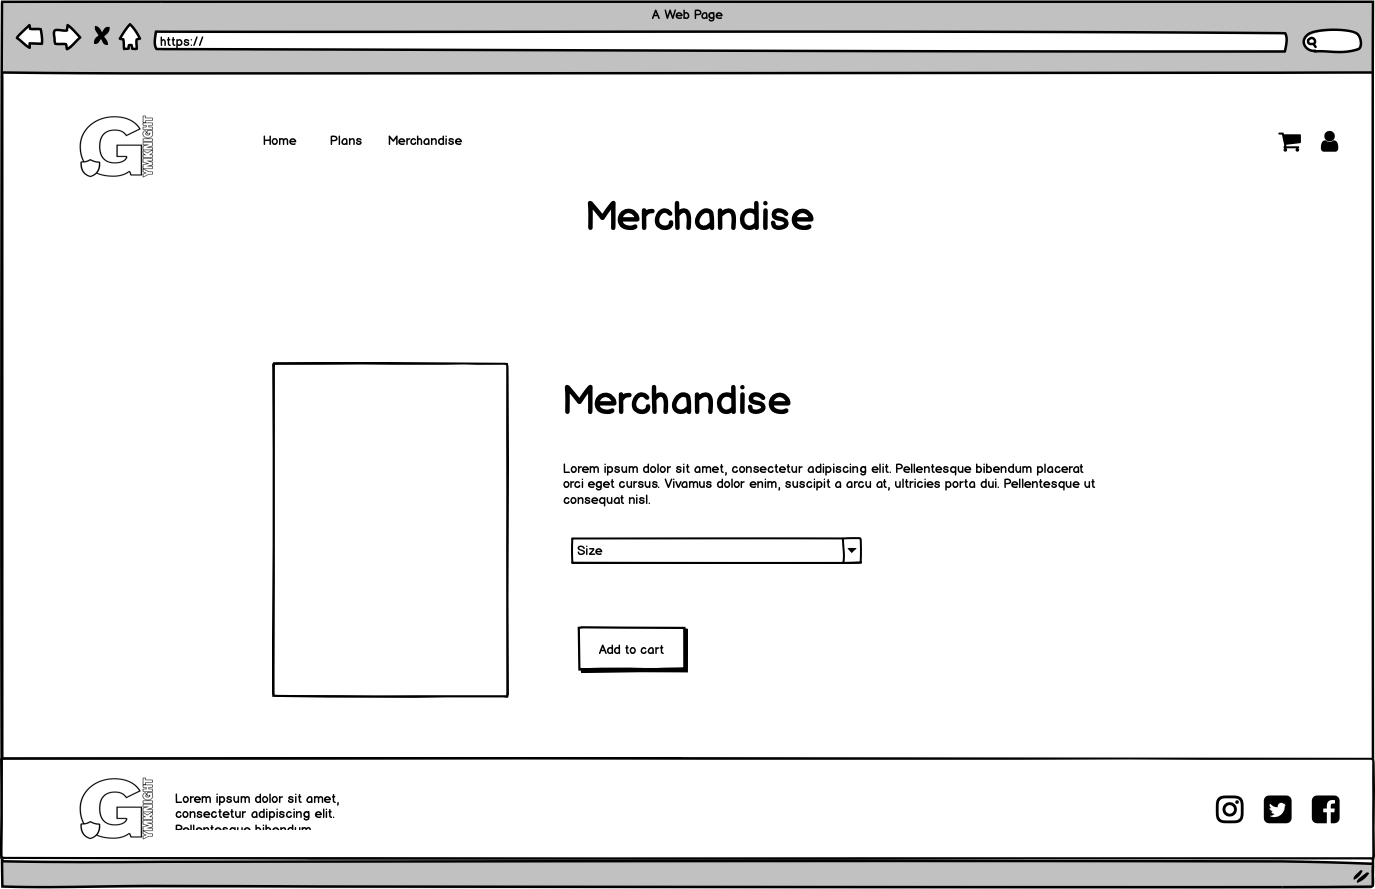 A Web Page
https://
YMKNIGHT
G
Home
Plans
Merchandise
Merchandise
Merchandise
Lorem ipsum dolor sit amet, consectetur adipiscing elit. Pellentesque bibendum placerat
orci eget cursus. Vivamus dolor enim, suscipit a arcu at, ultricies porta dui. Pellentesque ut
consequat nisl.
Size
Add to cart
G
YMKNIGHT
Lorem ipsum dolor sit amet,
consectetur adipiscing elit.
Pellentesque bibendum